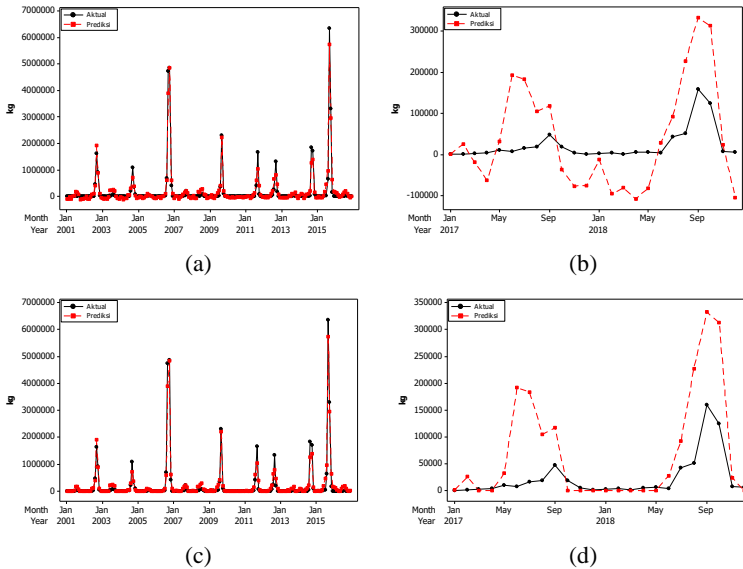 7000000
Aktual
Prediksi
6000000
5000000
4000000
kg
3000000
2000000
1000000
0
Month Jan Jan Jan Jan Jan Jan Jan Jan
Year 2001 2003 2005 2007 2009 2011 2013 2015
(a)
Aktual
Prediksi
300000
200000
kg
100000
0
-100000
Month Jan May Sep Jan May Sep
Year 2017 2018
(b)
7000000
Aktual
Prediksi
6000000
5000000
4000000
kg
3000000
2000000
1000000
0
Month Jan Jan Jan Jan Jan Jan Jan Jan
Year 2001 2003 2005 2007 2009 2011 2013 2015
(c)
350000
Aktual
Prediksi
300000
250000
200000
kg
150000
100000
50000
0
Month Jan May Sep Jan May Sep
Year 2017 2018
(d)